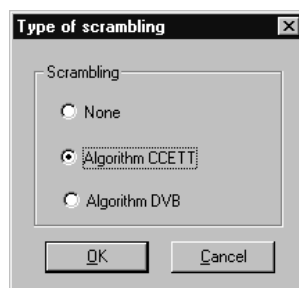 Type of scrambling
Scrambling
None
Algorithm CCETT
Algorithm DVB
OK
Cancel